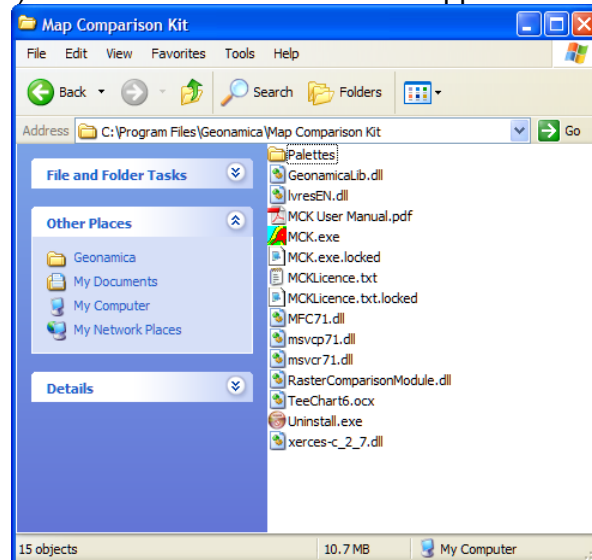 Map Comparison Kit
File Edit View Favorites Tools Help
Back Search Folders
Address C:\Program Files\Geonamica\Map Comparison Kit Go
File and Folder Tasks
Other Places
Geonamica
My Documents
My Computer
My Network Places
Details
Palettes
GeonamicaLib.dll
lvresEN.dll
MCK User Manual.pdf
MCK.exe
MCK.exe.locked
MCKLicence.txt
MCKLicence.txt.locked
MFC71.dll
msvcp71.dll
msvcr71.dll
RasterComparisonModule.dll
TeeChart6.ocx
Uninstall.exe
xerces-c_2_7.dll
15 objects 10.7 MB My Computer